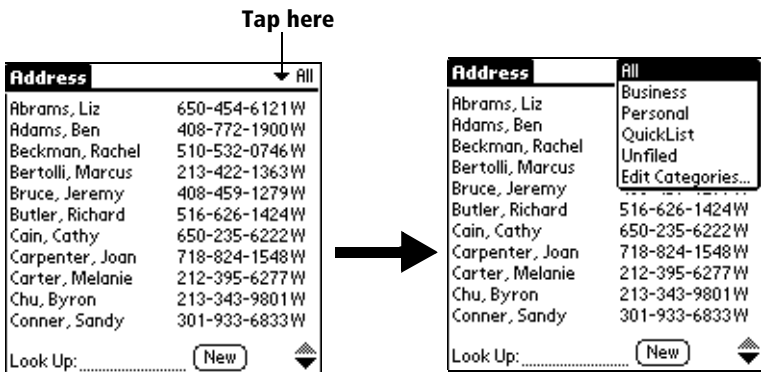 Tap here
Address All
Abrams, Liz 650-454-6121W
Adams, Ben 408-772-1900W
Beckman, Rachel 510-532-0746W
Bertolli, Marcus 213-422-1363W
Bruce, Jeremy 408-459-1279W
Butler, Richard 516-626-1424W
Cain, Cathy 650-235-6222W
Carpenter, Joan 718-824-1548W
Carter, Melanie 212-395-6277W
Chu, Byron 213-343-9801W
Conner, Sandy 301-933-6833W
Look Up: New
Address All
Business
Personal
QuickList
Unfiled
Edit Categories...
Abrams, Liz
Adams, Ben
Beckman, Rachel
Bertolli, Marcus
Bruce, Jeremy
Butler, Richard 516-626-1424W
Cain, Cathy 650-235-6222W
Carpenter, Joan 718-824-1548W
Carter, Melanie 212-395-6277W
Chu, Byron 213-343-9801W
Conner, Sandy 301-933-6833W
Look Up: New